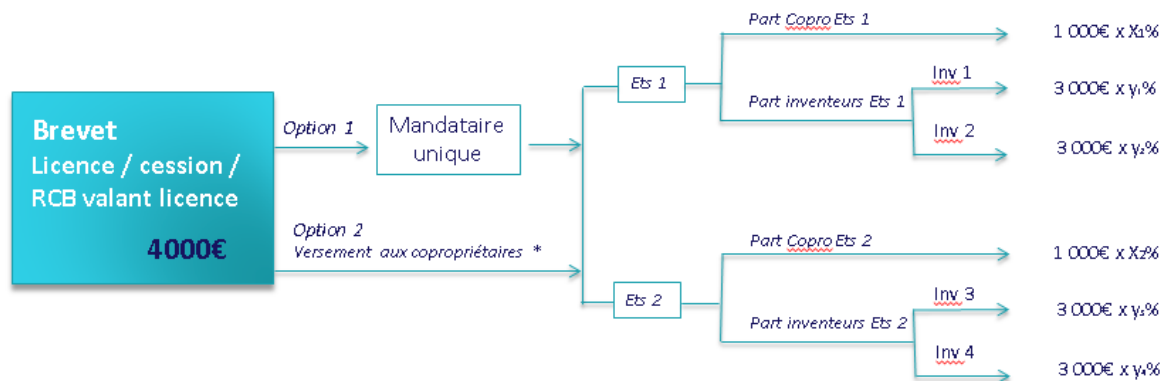 Brevet
Licence / cession /
RCB valant licence
4000€
Option 1
Mandataire
unique
Option 2
Versement aux copropriétaires *
Ets 1
Part Copro Ets 1
1 000€ x X₁%
Part inventeurs Ets 1
Inv 1
3 000€ x y₁%
Inv 2
3 000€ x y₂%
Ets 2
Part Copro Ets 2
1 000€ x X₂%
Part inventeurs Ets 2
Inv 3
3 000€ x y₃%
Inv 4
3 000€ x y₄%